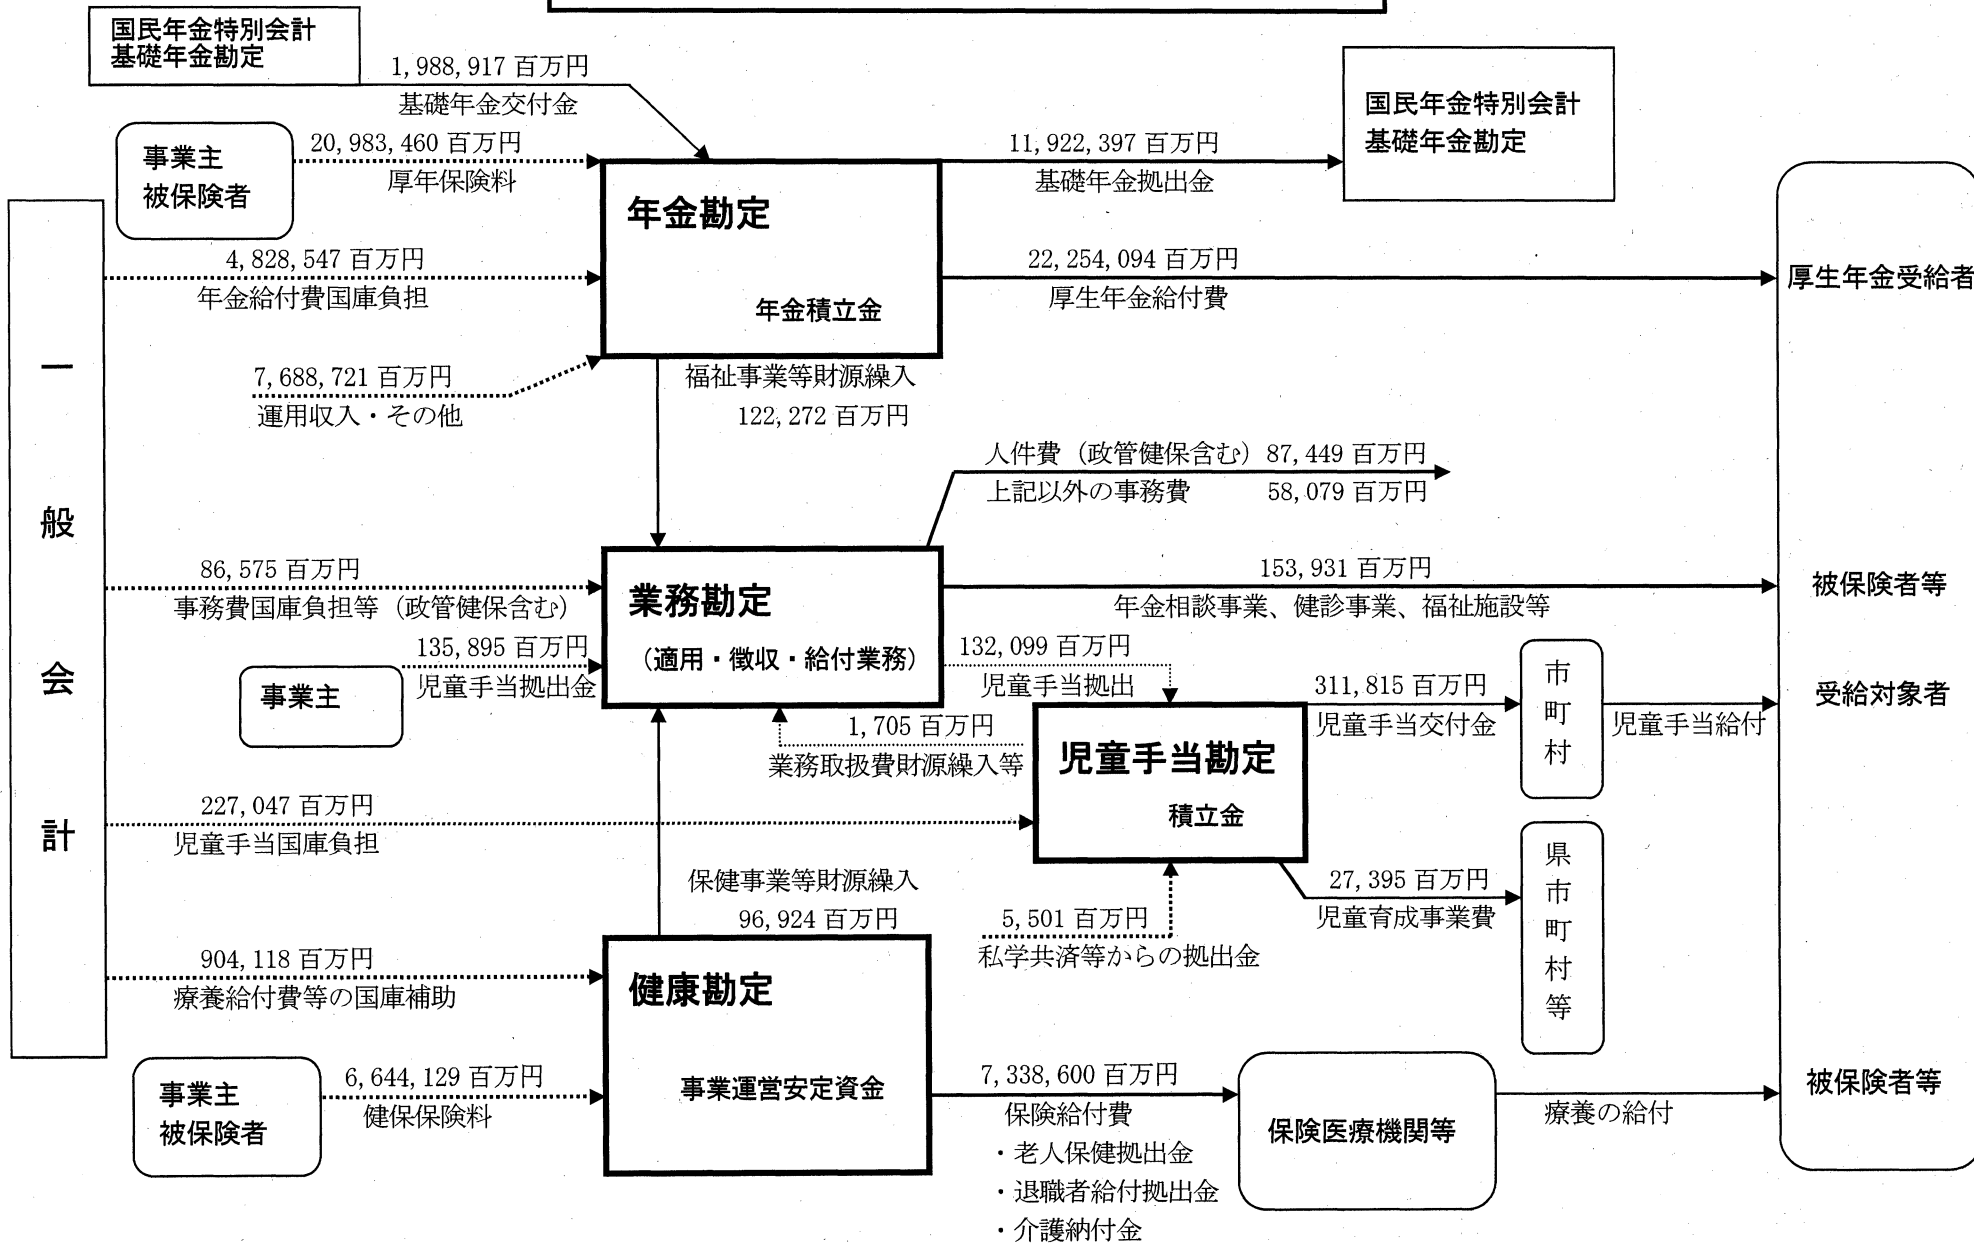 国民年金特別会計
基礎年金勘定
1,988,917 百万円
基礎年金交付金
国民年金特別会計
基礎年金勘定
事業主
被保険者
20,983,460 百万円
厚年保険料
11,922,397 百万円
基礎年金拠出金
年金勘定
年金積立金
4,828,547 百万円
年金給付費国庫負担
22,254,094 百万円
厚生年金給付費
厚生年金受給者
7,688,721 百万円
運用収入・その他
福祉事業等財源繰入
122,272 百万円
一般会計
人件費（政管健保含む）87,449 百万円
上記以外の事務費 58,079 百万円
86,575 百万円
事務費国庫負担等（政管健保含む）
業務勘定
（適用・徴収・給付業務）
153,931 百万円
年金相談事業、健診事業、福祉施設等
被保険者等
事業主
135,895 百万円
児童手当拠出金
132,099 百万円
児童手当拠出
1,705 百万円
業務取扱費財源繰入等
児童手当勘定
積立金
311,815 百万円
児童手当交付金
市町村
児童手当給付
受給対象者
227,047 百万円
児童手当国庫負担
27,395 百万円
児童育成事業費
県市町村等
保健事業等財源繰入
96,924 百万円
5,501 百万円
私学共済等からの拠出金
904,118 百万円
療養給付費等の国庫補助
健康勘定
事業運営安定資金
事業主
被保険者
6,644,129 百万円
健保保険料
7,338,600 百万円
保険給付費
・老人保健拠出金
・退職者給付拠出金
・介護納付金
保険医療機関等
療養の給付
被保険者等